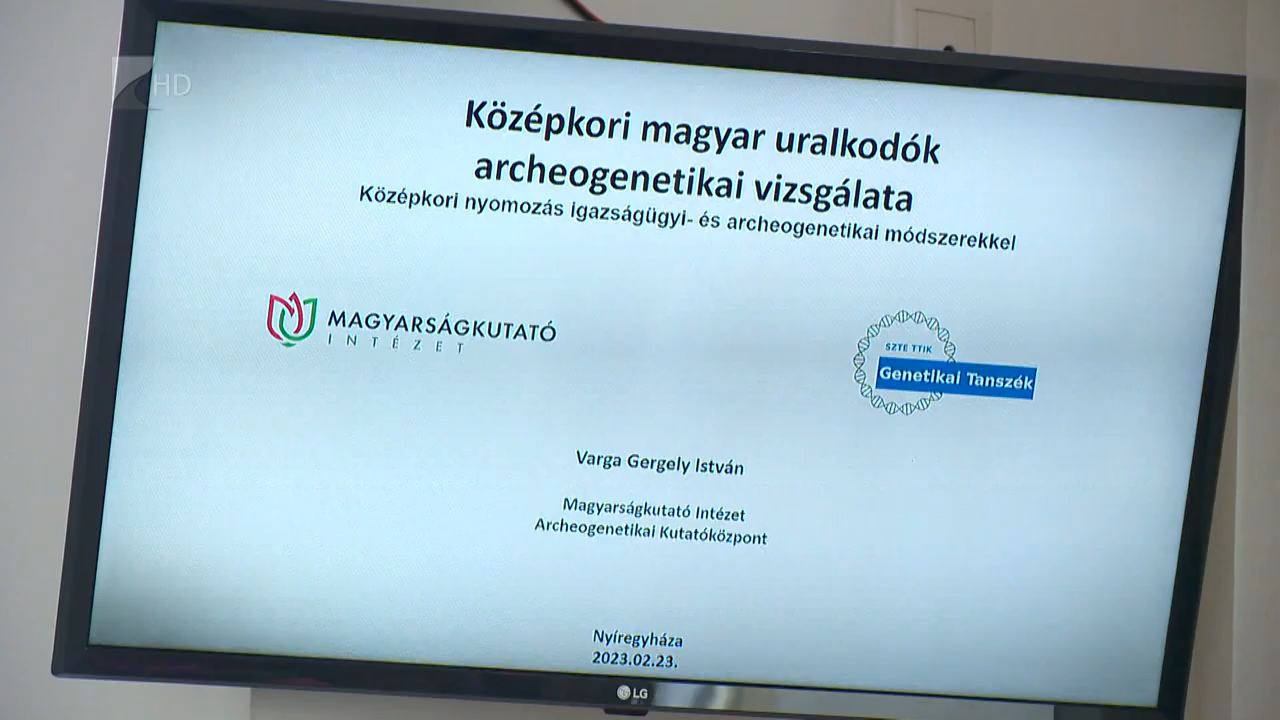 HD
Középkori magyar uralkodók
archeogenetikai vizsgálata
Középkori nyomozás igazságügyi- és archeogenetikai módszerekkel
MAGYARSÁGKUTATÓ
INTÉZET
SZTE TTIK
Genetikai Tanszék
Varga Gergely István
Magyarságkutató Intézet
Archeogenetikai Kutatóközpont
Nyíregyháza
2023.02.23.
LG